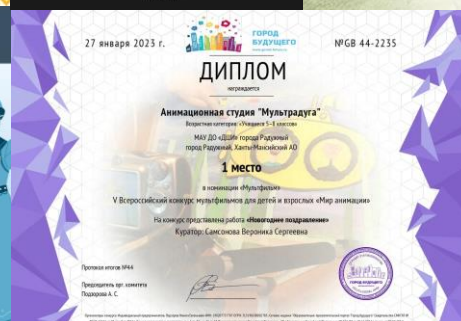 27 января 2023 г.
ГОРОД
БУДУЩЕГО
№GB 44-2235
ДИПЛОМ
награждается
Анимационная студия "Мультрадуга"
Возрастная категория: «Учащиеся 5–8 классов»
МАУ ДО «ДШИ» города Радужный
город Радужный, Ханты-Мансийский АО
1 место
в номинации «Мультфильм»
V Всероссийский конкурс мультфильмов для детей и взрослых «Мир анимации»
На конкурс представлена работа «Новогоднее поздравление»
Куратор: Самсонова Вероника Сергеевна
Протокол итогов №44
Председатель орг. комитета
Подворова А. С.
ГОРОД БУДУЩЕГО